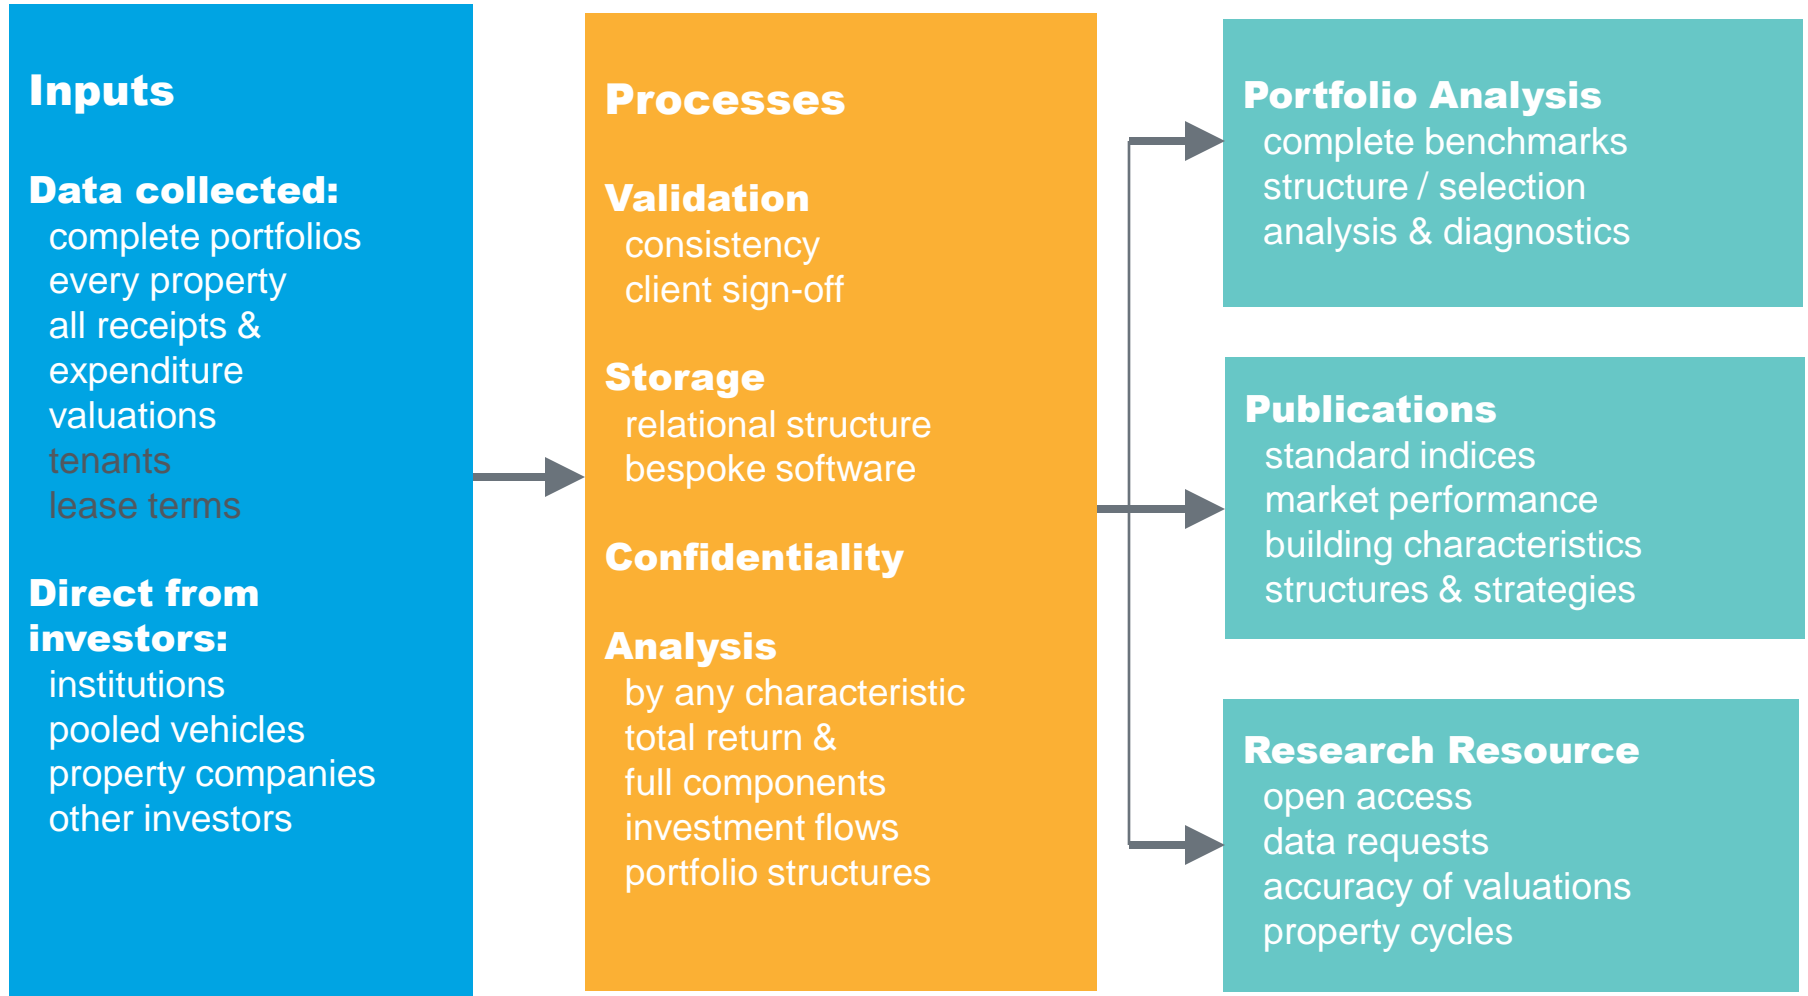 Inputs
Data collected:
complete portfolios
every property
all receipts &
expenditure
valuations
tenants
lease terms
Direct from
investors:
institutions
pooled vehicles
property companies
other investors
Processes
Validation
consistency
client sign-off
Storage
relational structure
bespoke software
Confidentiality
Analysis
by any characteristic
total return &
full components
investment flows
portfolio structures
Portfolio Analysis
complete benchmarks
structure / selection
analysis & diagnostics
Publications
standard indices
market performance
building characteristics
structures & strategies
Research Resource
open access
data requests
accuracy of valuations
property cycles